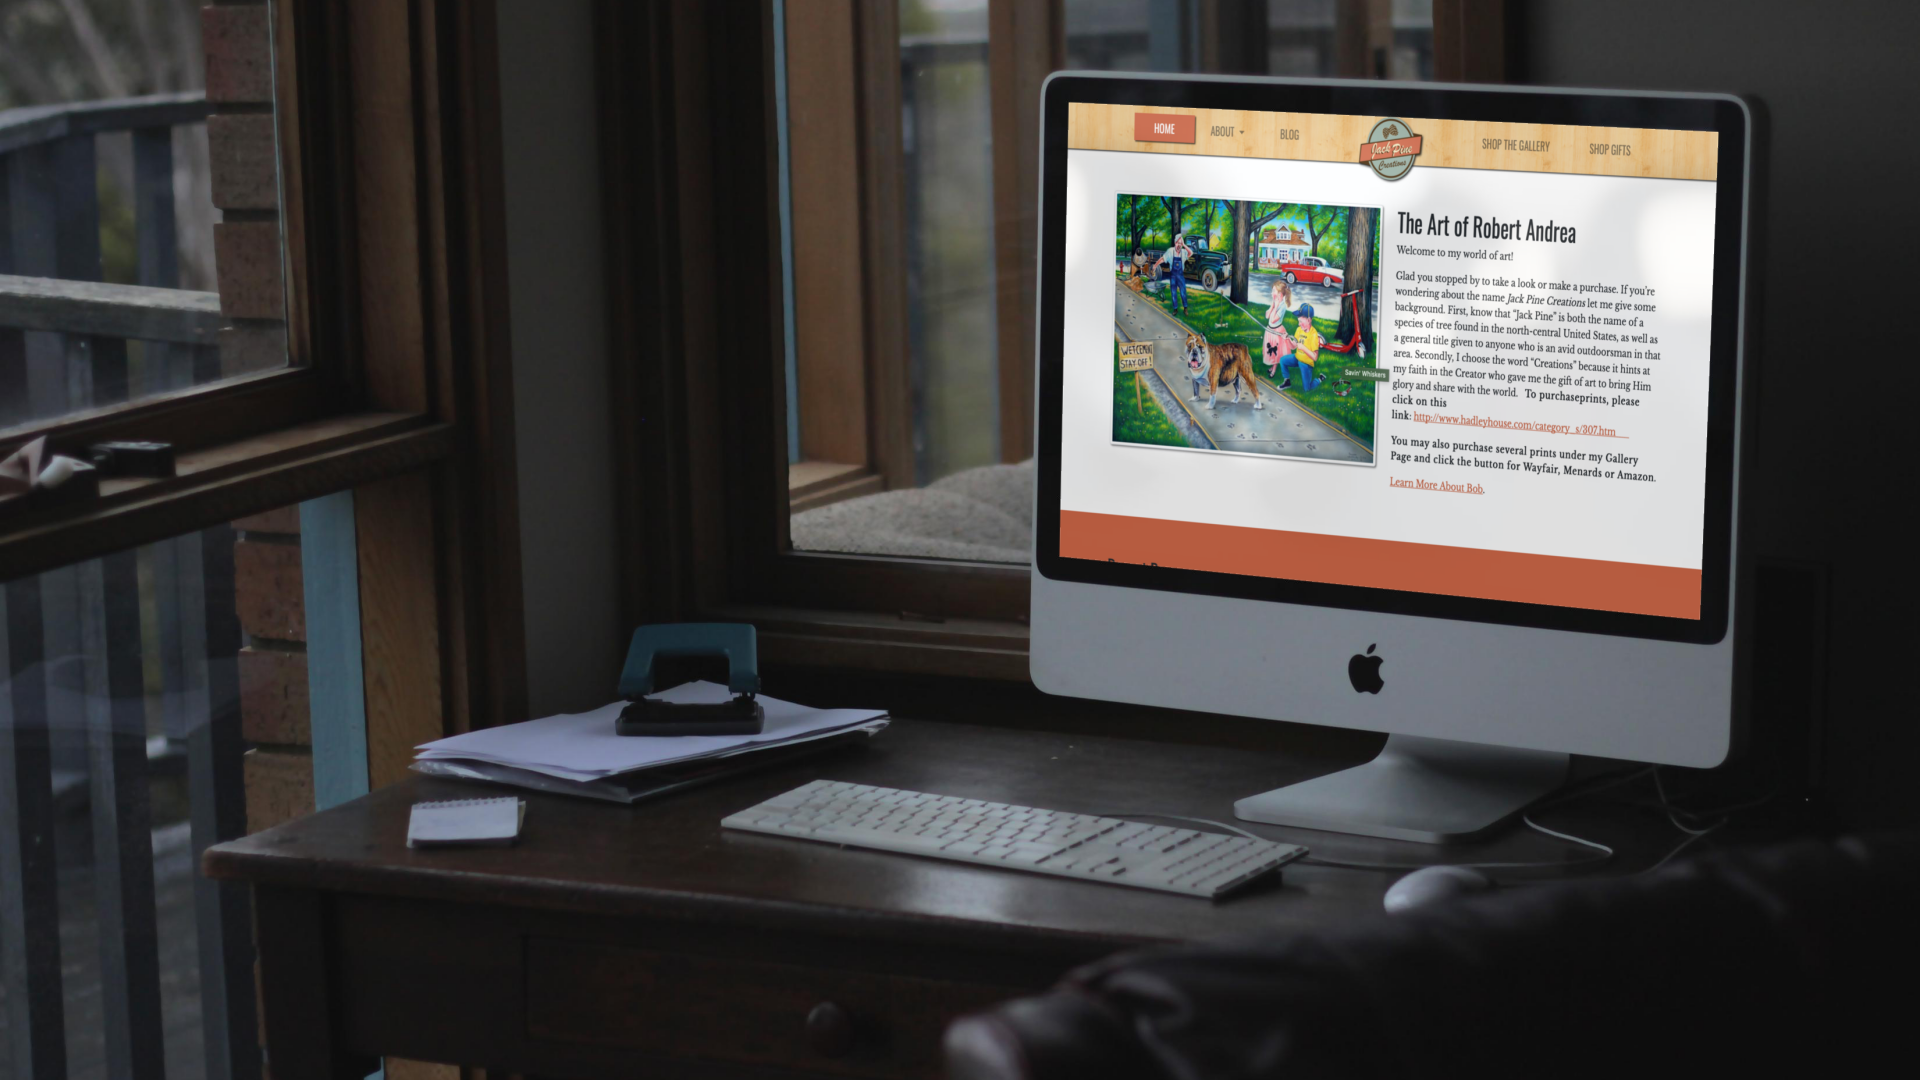 HOME
ABOUT
BLOG
Jack Pine
Creations
SHOP THE GALLERY
SHOP GIFTS
WET CEMENT
STAY OFF!
Savin' Whiskers
The Art of Robert Andrea
Welcome to my world of art!
Glad you stopped by to take a look or make a purchase. If you're
wondering about the name Jack Pine Creations let me give some
background. First, know that "Jack Pine" is both the name of a
species of tree found in the north-central United States, as well as
a general title given to anyone who is an avid outdoorsman in that
area. Secondly, I choose the word "Creations" because it hints at
my faith in the Creator who gave me the gift of art to bring Him
glory and share with the world. To purchaseprints, please
click on this
link: http://www.hadleyhouse.com/category_s/307.htm
You may also purchase several prints under my Gallery
Page and click the button for Wayfair, Menards or Amazon.
Learn More About Bob.